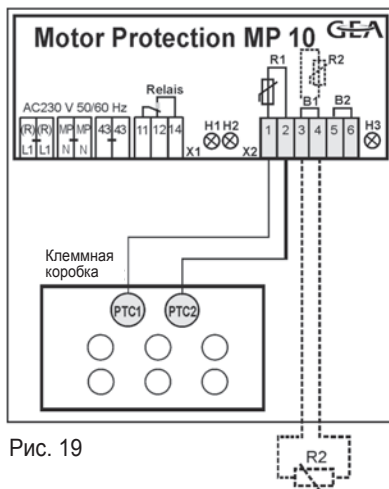 Motor Protection MP 10 GEA
R1 R2
Relais
AC230 V 50/60 Hz B1 B2
(R) (R) MP MP 43 43 11 12 14 H1 H2 1 2 3 4 5 6 H3
L1 L1 N N X1 X2
Клеммная
коробка
PTC1 PTC2
Рис. 19
R2